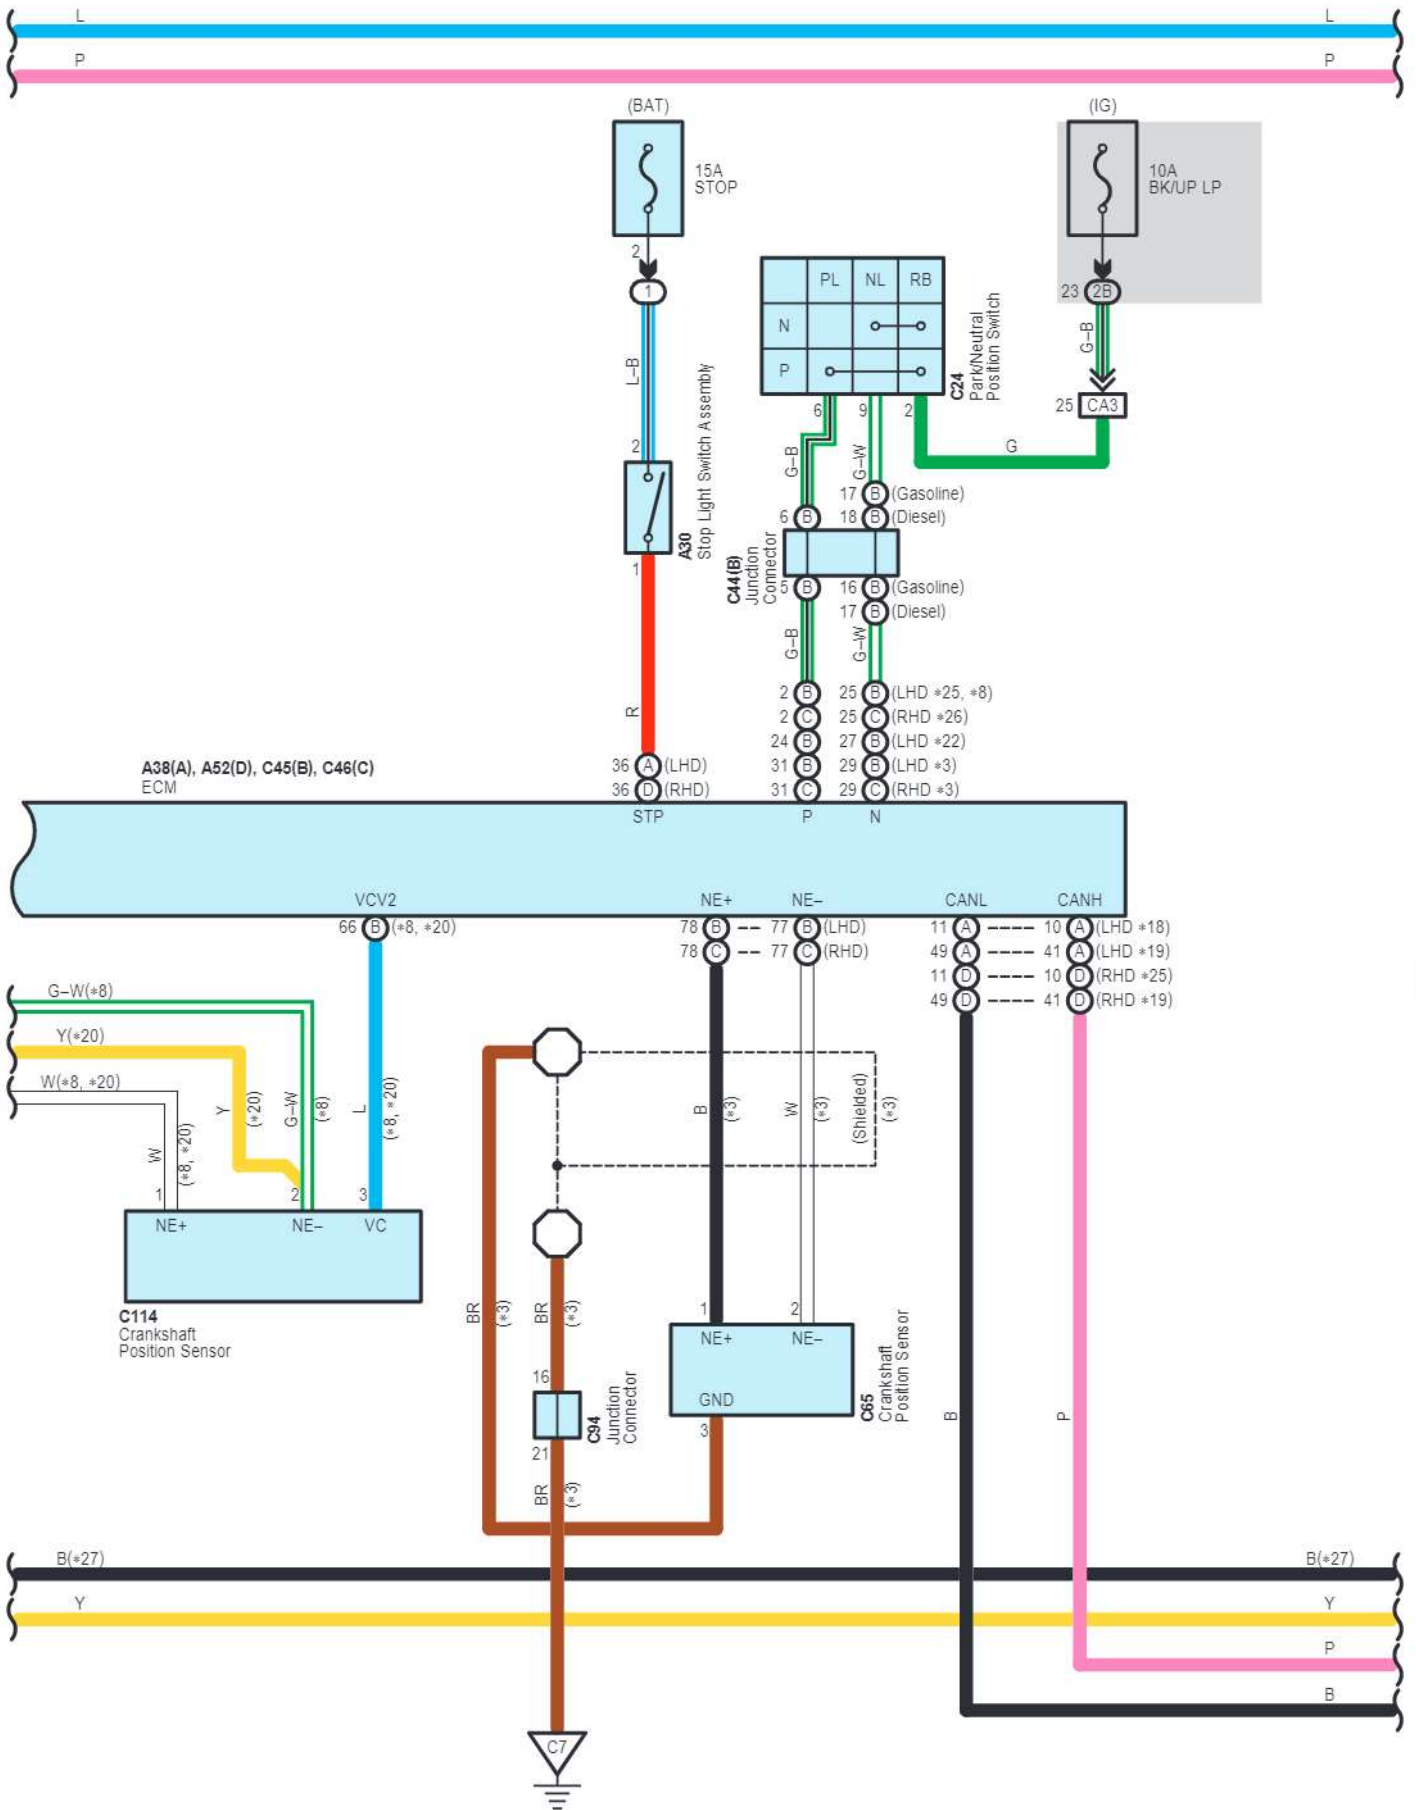 L L
P P
(BAT) (IG)
15A
STOP
10A
BK/UP LP
2
1
23 2B
PL NL RB
N
P
C24
Park/Neutral
Position Switch
L–B
G–B
25 CA3
6 9 2
G
2
A30
Stop Light Switch Assembly
1
G–B
G–W
17 B (Gasoline)
6 B 18 B (Diesel)
C44(B)
Junction
Connector
5 B 16 B (Gasoline)
17 B (Diesel)
G–B
G–W
R
2 B 25 B (LHD *25, *8)
2 C 25 C (RHD *26)
24 B 27 B (LHD *22)
31 B 29 B (LHD *3)
31 C 29 C (RHD *3)
36 A (LHD)
36 D (RHD)
A38(A), A52(D), C45(B), C46(C)
ECM
STP P N
VCV2 NE+ NE– CANL CANH
66 B (*8, *20)
78 B 77 B (LHD)
78 C 77 C (RHD)
11 A 10 A (LHD *18)
49 A 41 A (LHD *19)
11 D 10 D (RHD *25)
49 D 41 D (RHD *19)
G–W(*8)
Y(*20)
W(*8, *20)
W
(*8, *20)
Y
(*20)
G–W
(*8)
L
(*8, *20)
B
(*3)
W
(*3)
(Shielded)
(*3)
1 2 3
NE+ NE– VC
C114
Crankshaft
Position Sensor
BR
(*3)
BR
(*3)
1 2
NE+ NE–
GND
3
C65
Crankshaft
Position Sensor
16
C94
Junction
Connector
21
BR
(*3)
B
P
B(*27) B(*27)
Y Y
P
B
C7